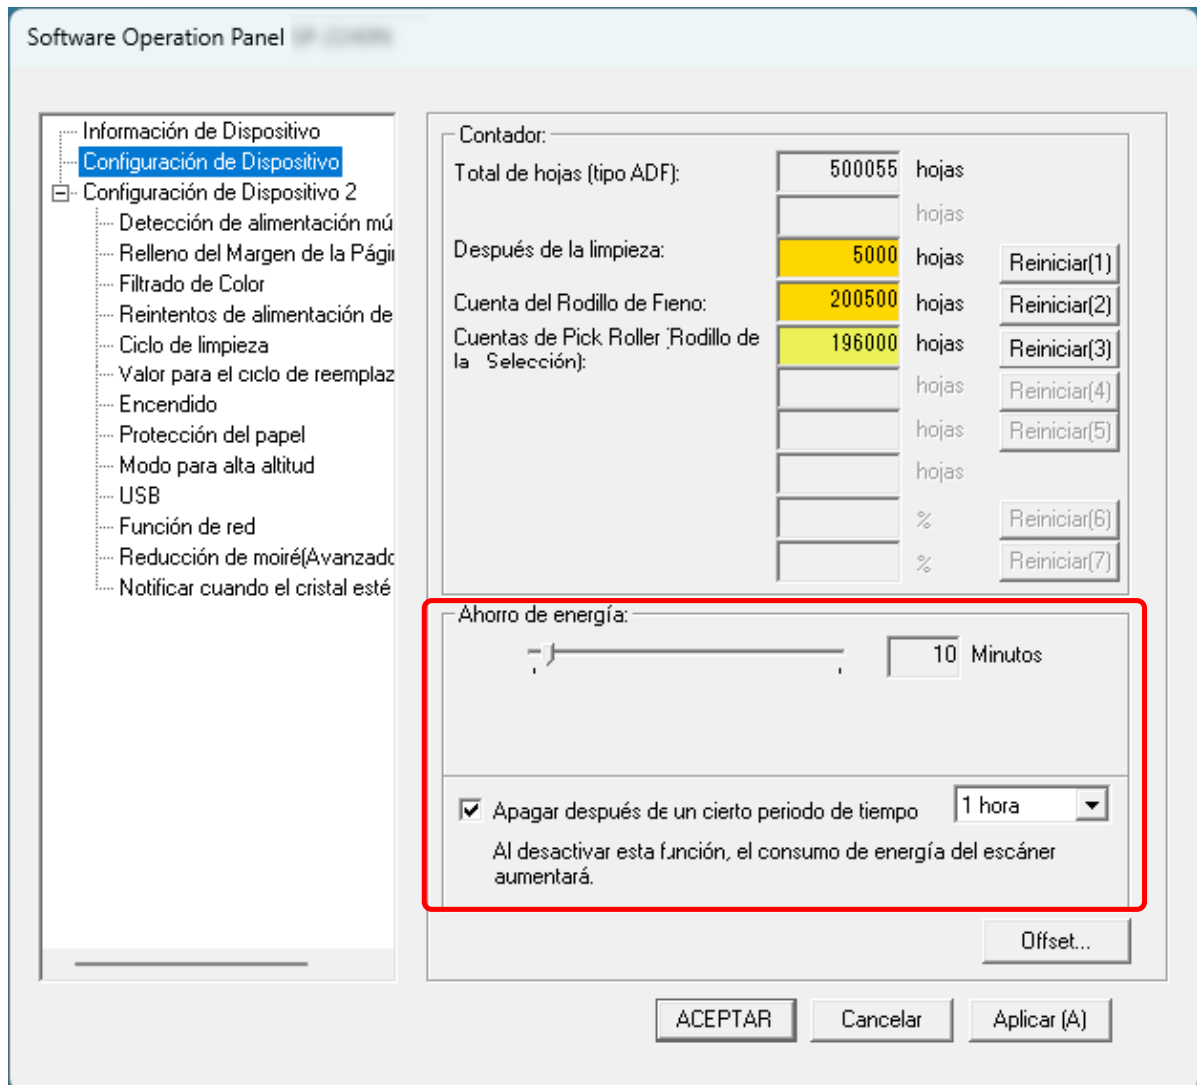 Software Operation Panel
Información de Dispositivo
Configuración de Dispositivo
Configuración de Dispositivo 2
Detección de alimentación mú
Relleno del Margen de la Pági
Filtrado de Color
Reintentos de alimentación de
Ciclo de limpieza
Valor para el ciclo de reemplaz
Encendido
Protección del papel
Modo para alta altitud
USB
Función de red
Reducción de moiré(Avanzado
Notificar cuando el cristal esté
Contador:
Total de hojas (tipo ADF): 500055 hojas
hojas
Después de la limpieza: 5000 hojas Reiniciar(1)
Cuenta del Rodillo de Fieno: 200500 hojas Reiniciar(2)
Cuentas de Pick Roller (Rodillo de 196000 hojas Reiniciar(3)
la Selección):
hojas Reiniciar(4)
hojas Reiniciar(5)
hojas
% Reiniciar(6)
% Reiniciar(7)
Ahorro de energía:
10 Minutos
Apagar después de un cierto periodo de tiempo 1 hora
Al desactivar esta función, el consumo de energía del escáner
aumentará.
Offset...
ACEPTAR Cancelar Aplicar (A)